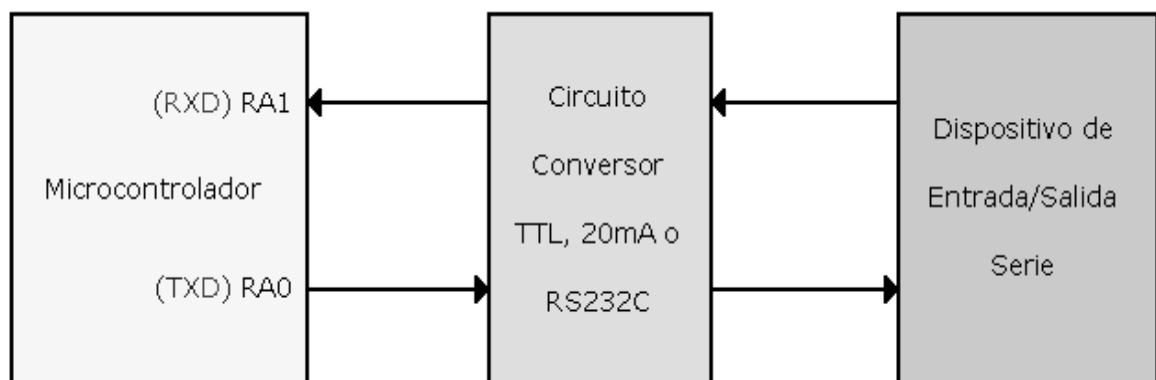 (RXD) RA1
Microcontrolador
(TXD) RA0
Circuito
Conversor
TTL, 20mA o
RS232C
Dispositivo de
Entrada/Salida
Serie